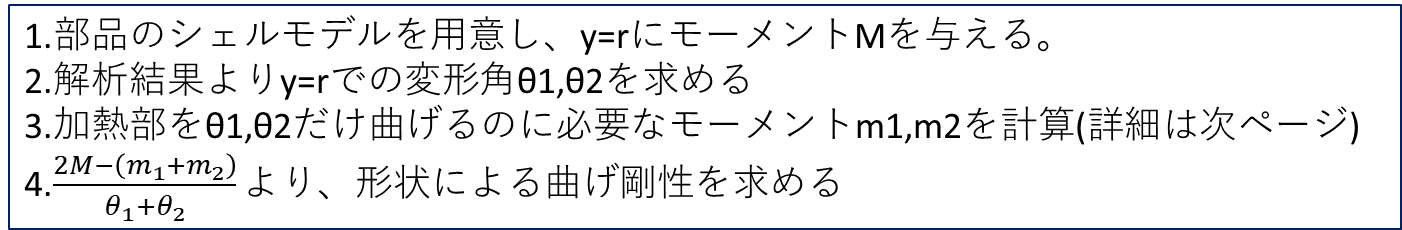 1.部品のシェルモデルを用意し、y=rにモーメントMを与える。
2.解析結果よりy=rでの変形角θ1,θ2を求める
3.加熱部をθ1,θ2だけ曲げるのに必要なモーメントm1,m2を計算(詳細は次ページ)
4.\frac{2M-(m_1+m_2)}{θ_1+θ_2}より、形状による曲げ剛性を求める